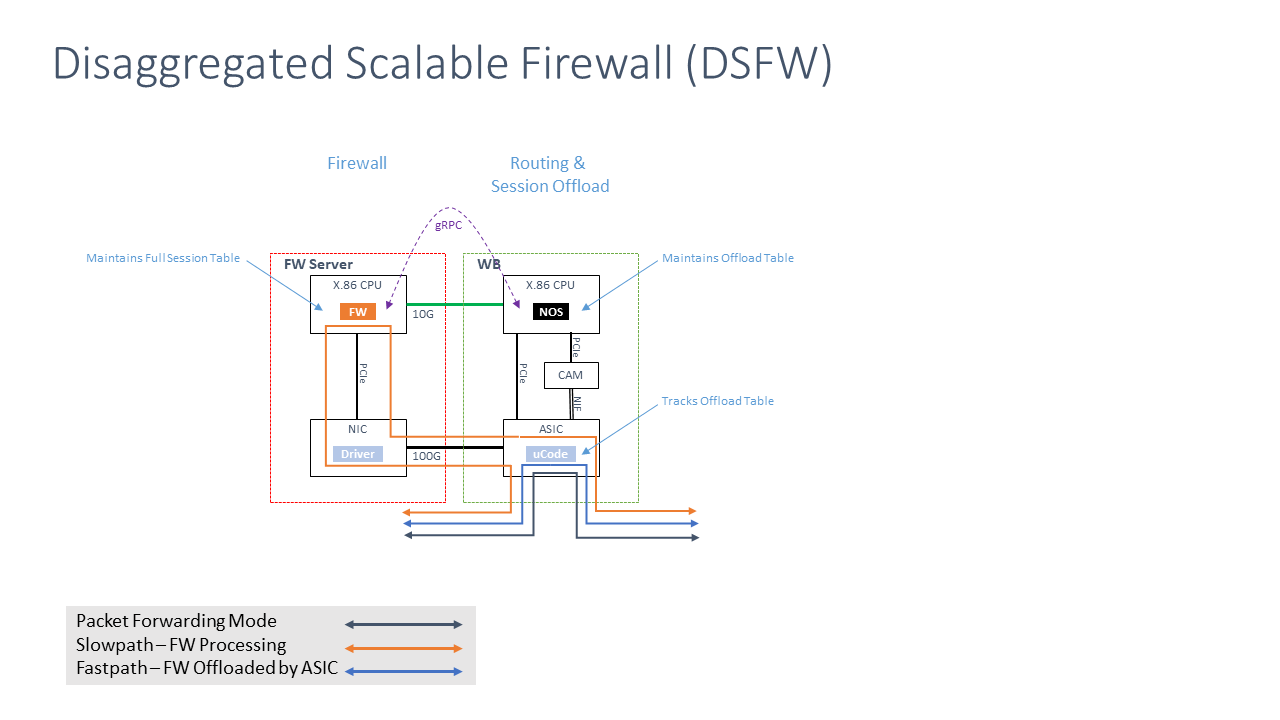 Disaggregated Scalable Firewall (DSFW)
Firewall
Routing &
Session Offload
gRPC
Maintains Full Session Table
FW Server
WB
Maintains Offload Table
X.86 CPU
X.86 CPU
FW
NOS
10G
PCIe
PCIe
PCIe
CAM
NIF
Tracks Offload Table
NIC
ASIC
Driver
100G
uCode
Packet Forwarding Mode
Slowpath – FW Processing
Fastpath – FW Offloaded by ASIC